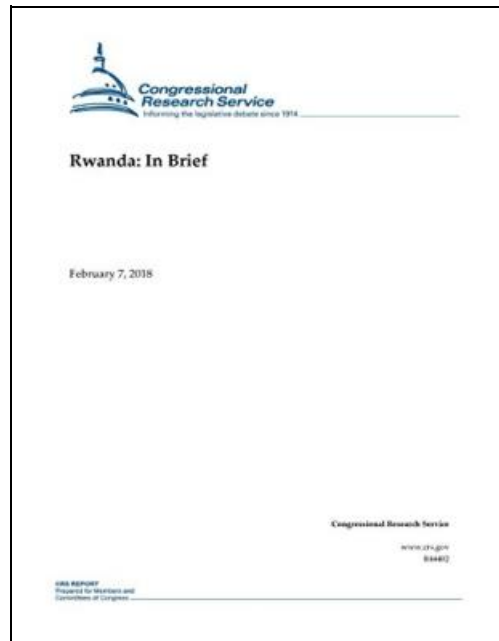 Congressional
Research Service
Informing the legislative debate since 1914
Rwanda: In Brief
February 7, 2018
Congressional Research Service
www.crs.gov
R44402
CRS REPORT
Prepared for Members and
Committees of Congress